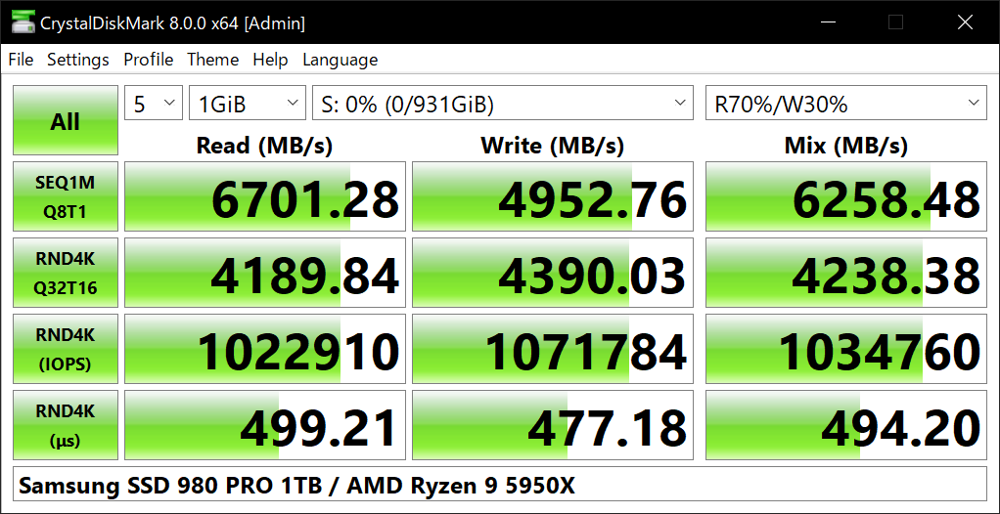 CrystalDiskMark 8.0.0 x64 [Admin]
File Settings Profile Theme Help Language
All 5 1GiB S: 0% (0/931GiB) R70%/W30%
Read (MB/s) Write (MB/s) Mix (MB/s)
SEQ1M
Q8T1
6701.28 4952.76 6258.48
RND4K
Q32T16
4189.84 4390.03 4238.38
RND4K
(IOPS)
1022910 1071784 1034760
RND4K
(µs)
499.21 477.18 494.20
Samsung SSD 980 PRO 1TB / AMD Ryzen 9 5950X